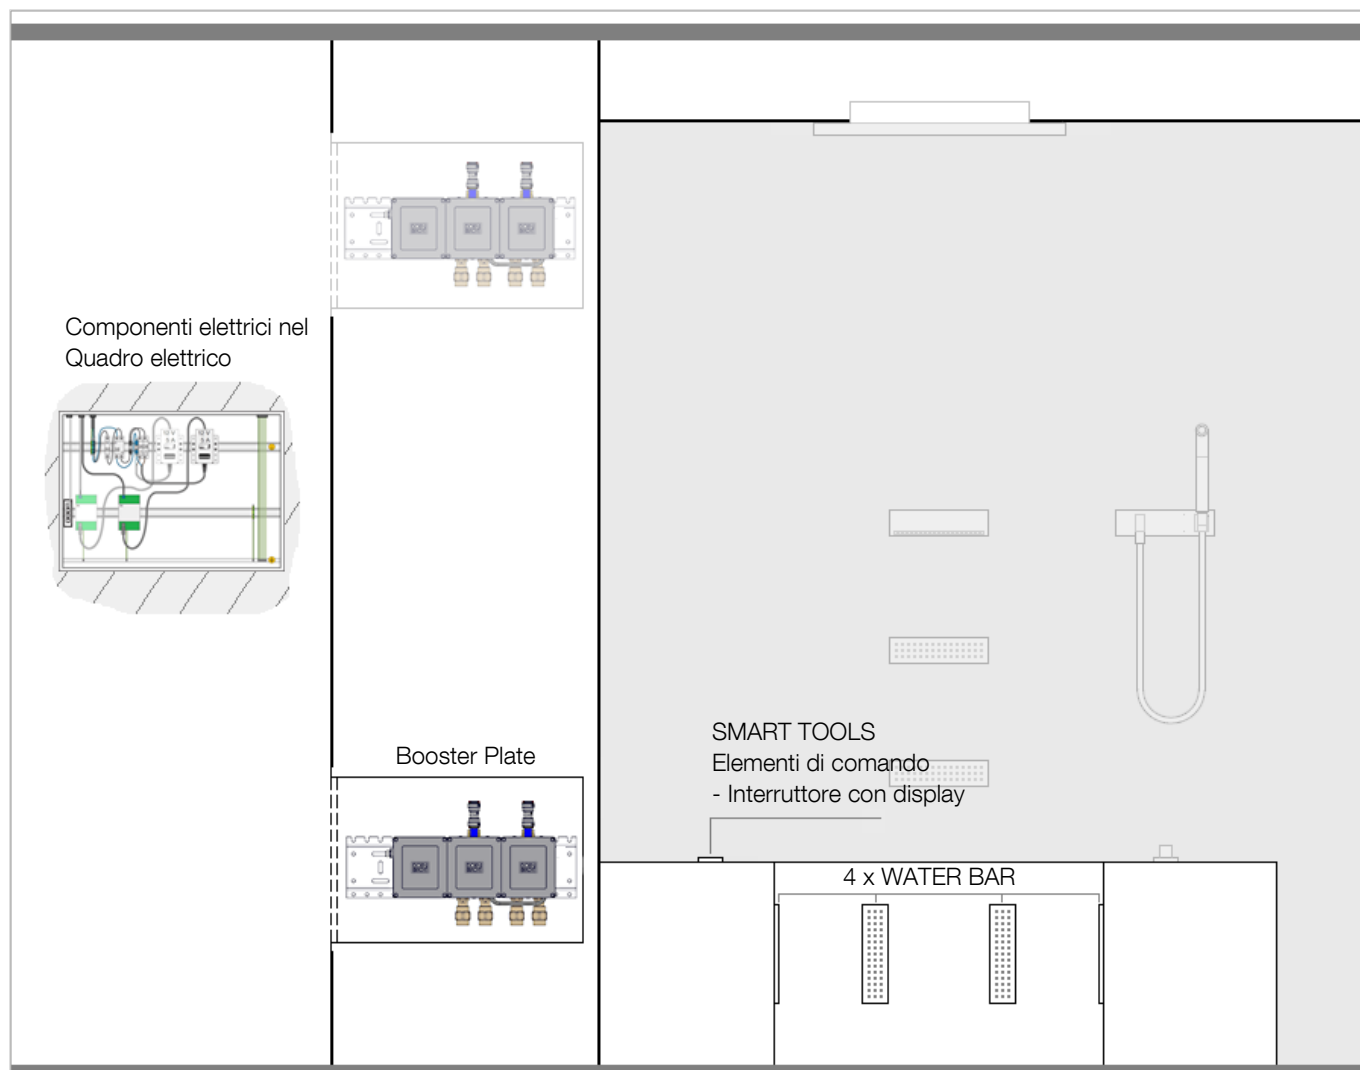 Componenti elettrici nel
Quadro elettrico
Booster Plate
SMART TOOLS
Elementi di comando
- Interruttore con display
4 x WATER BAR